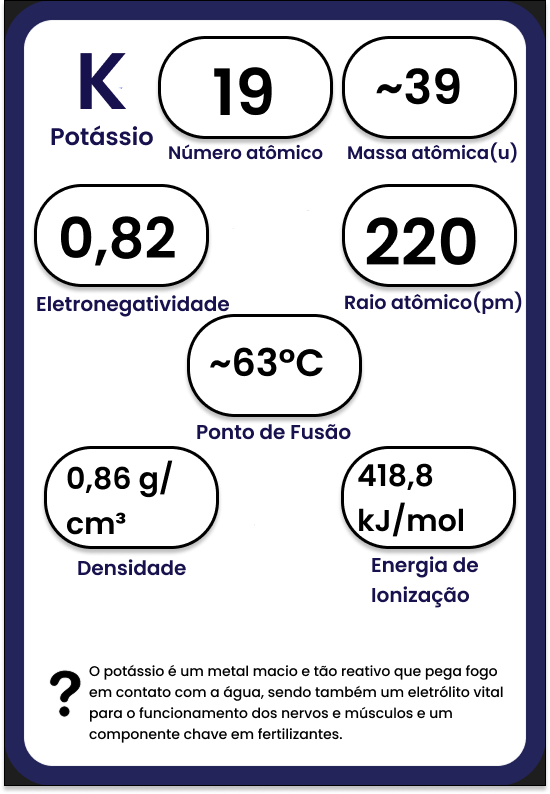 K
19
~39
Potássio
Número atômico
Massa atômica(u)
0,82
220
Eletronegatividade
Raio atômico(pm)
~63°C
Ponto de Fusão
0,86 g/
cm³
418,8
kJ/mol
Densidade
Energia de
Ionização
?
O potássio é um metal macio e tão reativo que pega fogo
em contato com a água, sendo também um eletrólito vital
para o funcionamento dos nervos e músculos e um
componente chave em fertilizantes.